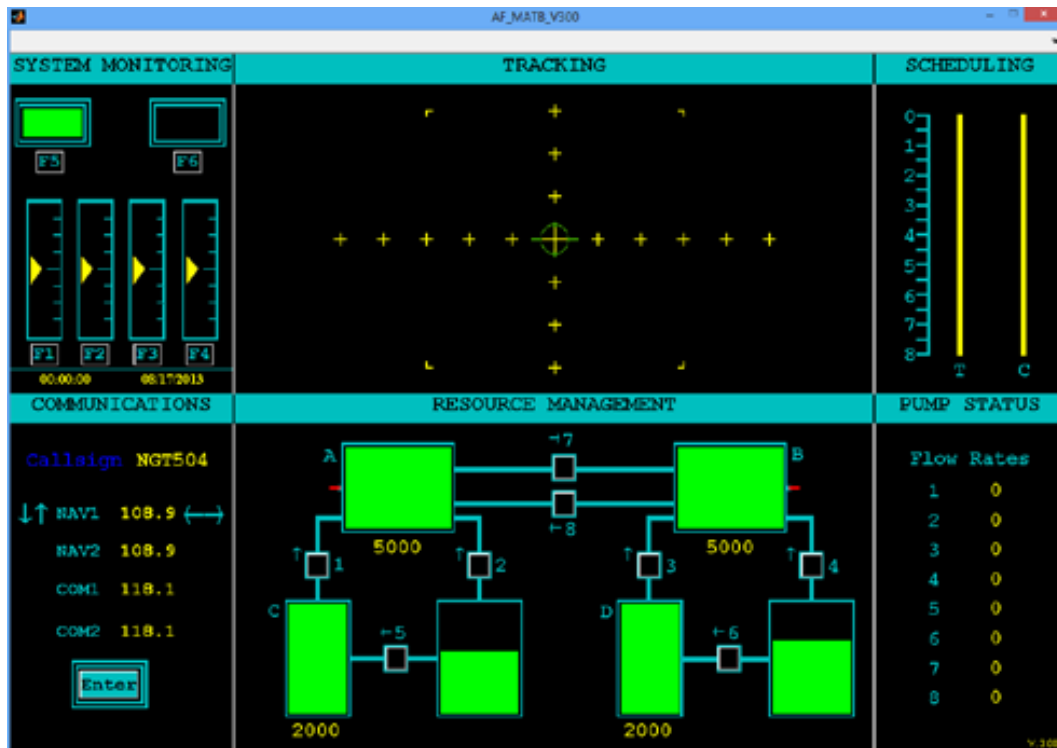 AF_MATB_V300
SYSTEM MONITORING
F5 F6
F1 F2 F3 F4
00:00:00 08/17/2013
TRACKING
SCHEDULING
0
1
2
3
4
5
6
7
8
T C
COMMUNICATIONS
Callsign NGT504
↓↑ NAV1 108.9 ←→
NAV2 108.9
COM1 118.1
COM2 118.1
Enter
RESOURCE MANAGEMENT
A →7 B
←8
5000 5000
↑ 1 ↑ 2 ↑ 3 ↑ 4
C ←5 D ←6
2000 2000
PUMP STATUS
Flow Rates
1 0
2 0
3 0
4 0
5 0
6 0
7 0
8 0